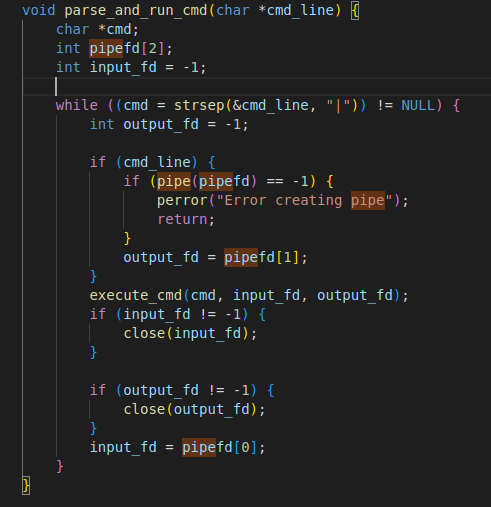 void parse_and_run_cmd(char *cmd_line) {
    char *cmd;
    int pipefd[2];
    int input_fd = -1;

    while ((cmd = strsep(&cmd_line, "|")) != NULL) {
        int output_fd = -1;

        if (cmd_line) {
            if (pipe(pipefd) == -1) {
                perror("Error creating pipe");
                return;
            }
            output_fd = pipefd[1];
        }
        execute_cmd(cmd, input_fd, output_fd);
        if (input_fd != -1) {
            close(input_fd);
        }

        if (output_fd != -1) {
            close(output_fd);
        }
        input_fd = pipefd[0];
    }
}